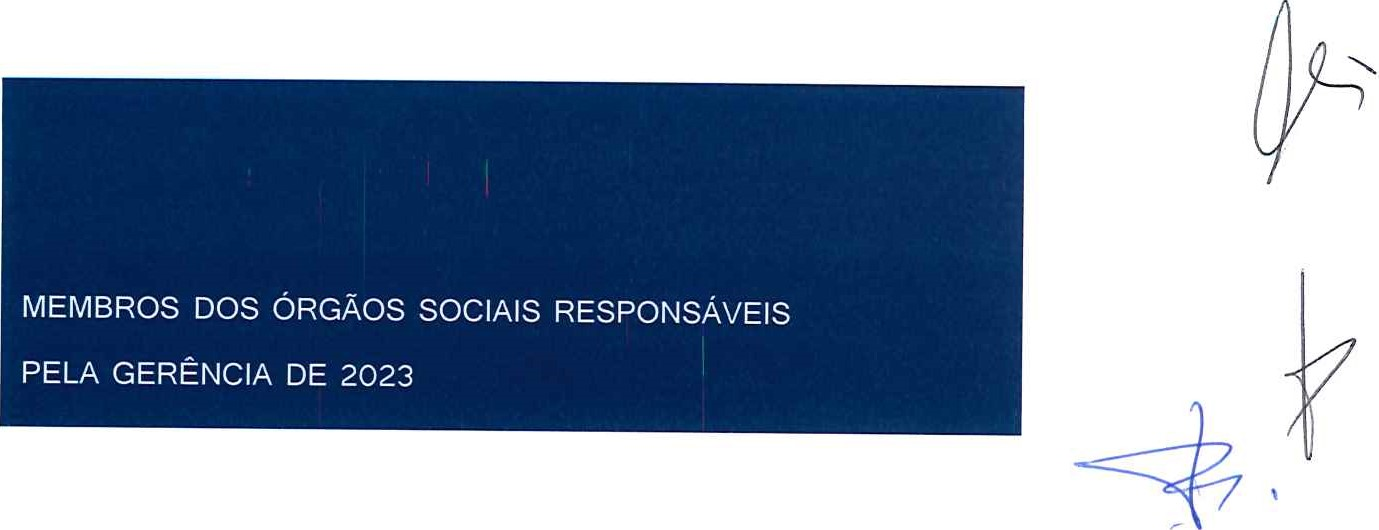 MEMBROS DOS ÓRGÃOS SOCIAIS RESPONSÁVEIS
PELA GERÊNCIA DE 2023